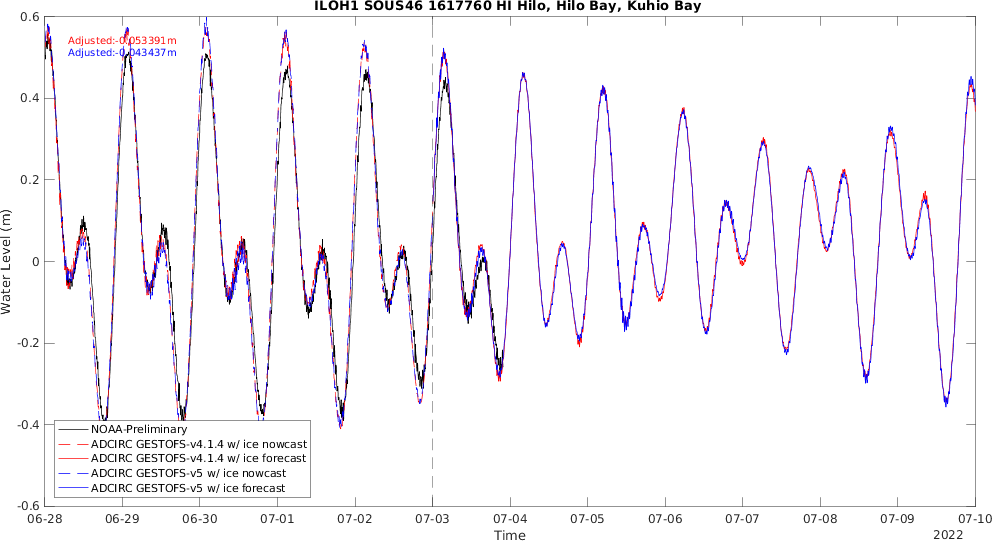 ILOH1 SOUS46 1617760 HI Hilo, Hilo Bay, Kuhio Bay
Adjusted:-0.053391m
Adjusted:-0.043437m
Water Level (m)
0.6
0.4
0.2
0
-0.2
-0.4
-0.6
NOAA-Preliminary
ADCIRC GESTOFS-v4.1.4 w/ ice nowcast
ADCIRC GESTOFS-v4.1.4 w/ ice forecast
ADCIRC GESTOFS-v5 w/ ice nowcast
ADCIRC GESTOFS-v5 w/ ice forecast
06-28 06-29 06-30 07-01 07-02 07-03 07-04 07-05 07-06 07-07 07-08 07-09 07-10
Time
2022